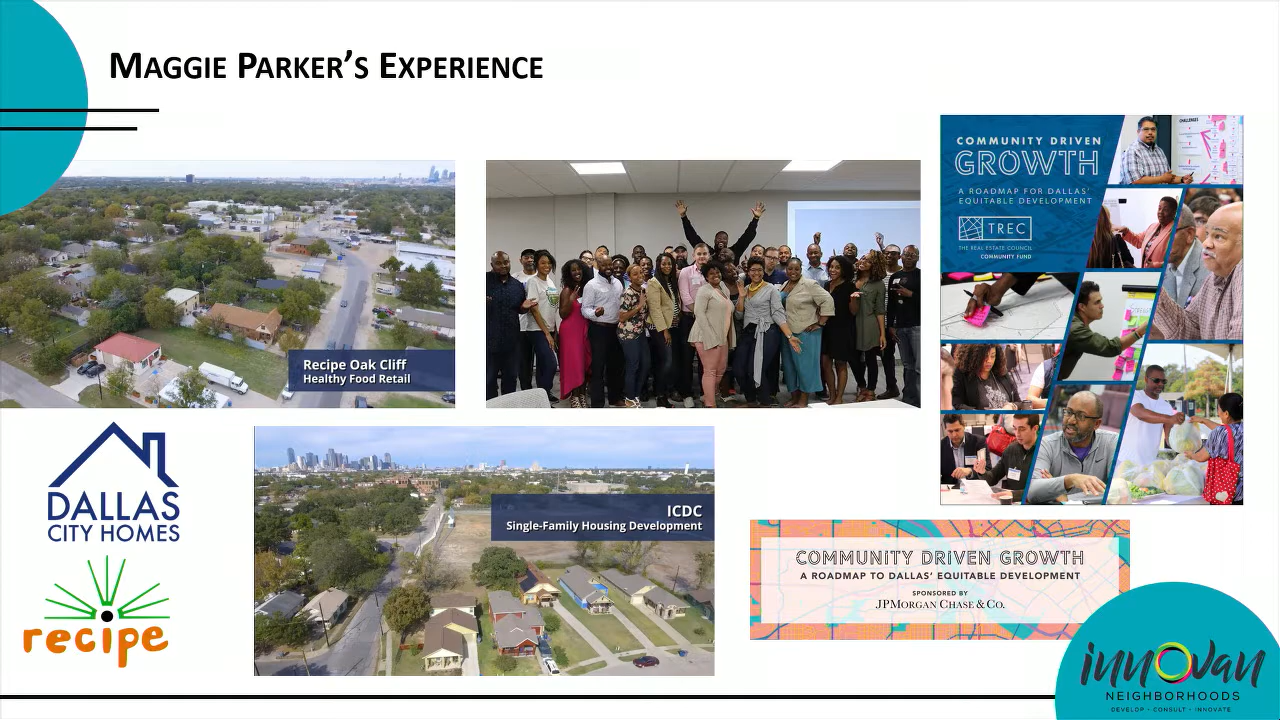 MAGGIE PARKER'S EXPERIENCE
Recipe Oak Cliff
Healthy Food Retail
COMMUNITY DRIVEN
GROWTH
A ROADMAP FOR DALLAS'
EQUITABLE DEVELOPMENT
TREC
THE REAL ESTATE COUNCIL
COMMUNITY FUND
CHALLENGES
DALLAS
CITY HOMES
recipe
ICDC
Single-Family Housing Development
COMMUNITY DRIVEN GROWTH
A ROADMAP TO DALLAS' EQUITABLE DEVELOPMENT
SPONSORED BY
JPMORGAN CHASE & CO.
innovan
NEIGHBORHOODS
DEVELOP • CONSULT • INNOVATE